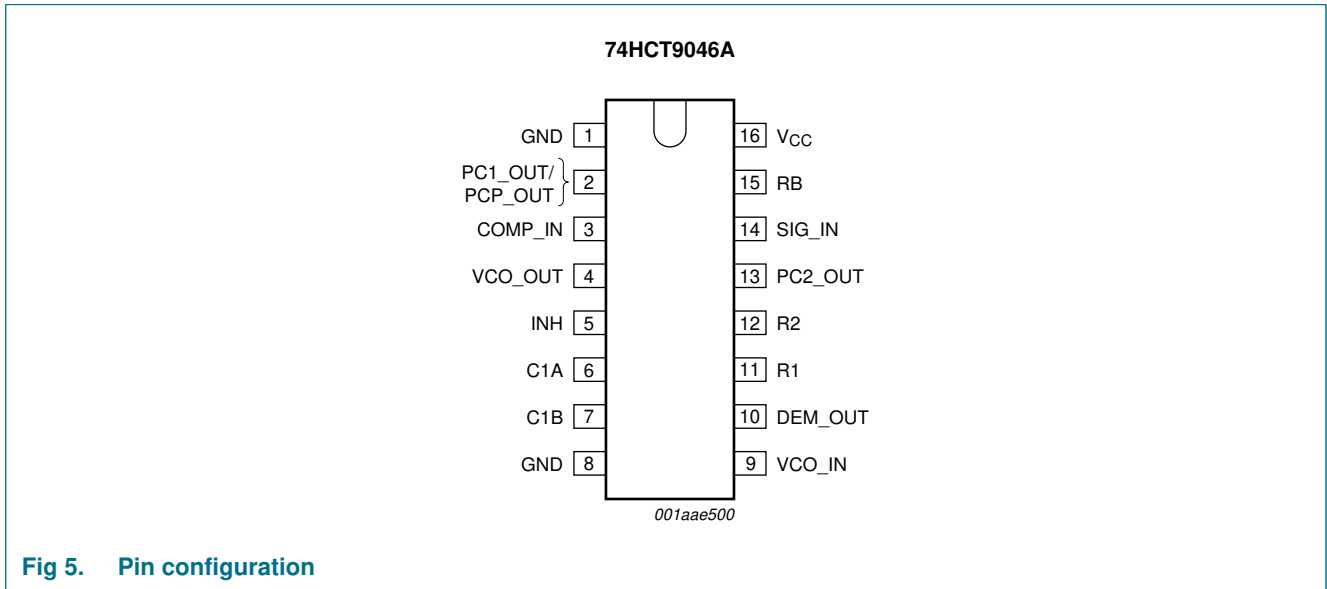 74HCT9046A
GND 1
PC1_OUT/
PCP_OUT 2
COMP_IN 3
VCO_OUT 4
INH 5
C1A 6
C1B 7
GND 8
16 VCC
15 RB
14 SIG_IN
13 PC2_OUT
12 R2
11 R1
10 DEM_OUT
9 VCO_IN
001aae500
Fig 5. Pin configuration